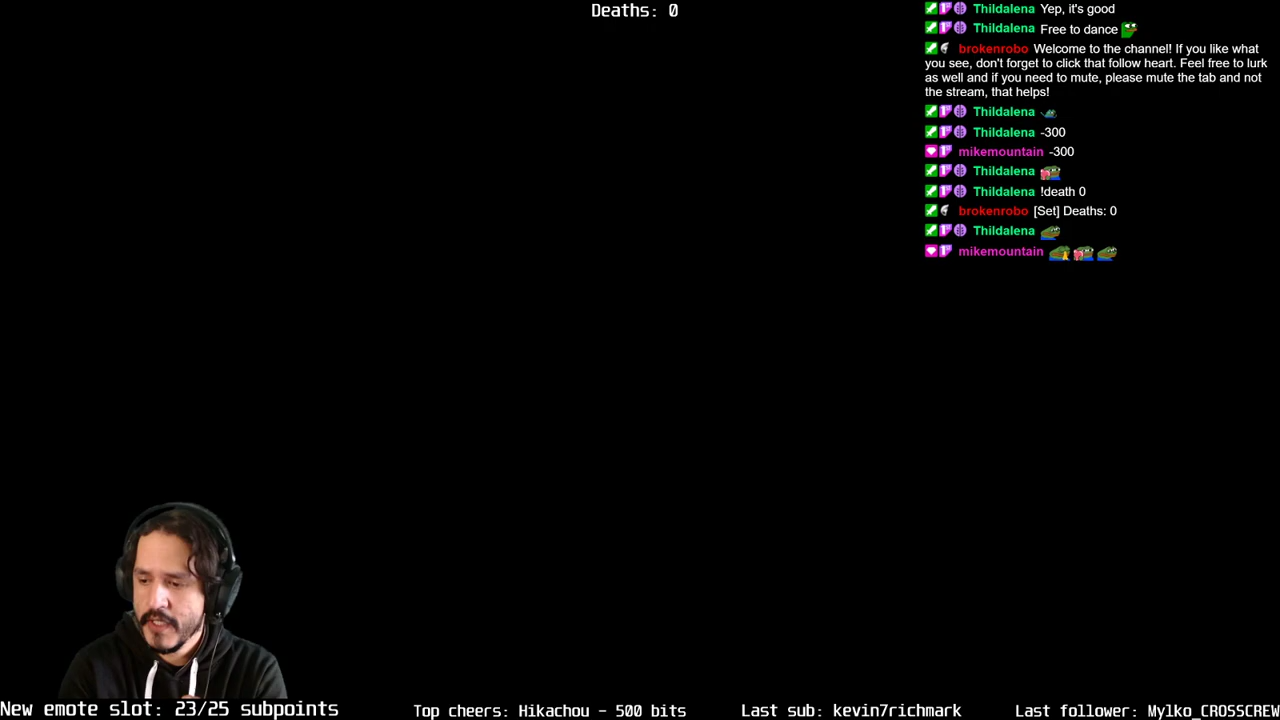 Deaths: 0
Thildalena Yep, it's good
Thildalena Free to dance
brokenrobo Welcome to the channel! If you like what
you see, don't forget to click that follow heart. Feel free to lurk
as well and if you need to mute, please mute the tab and not
the stream, that helps!
Thildalena
Thildalena -300
mikemountain -300
Thildalena
Thildalena !death 0
brokenrobo [Set] Deaths: 0
Thildalena
mikemountain
New emote slot: 23/25 subpoints
Top cheers: Hikachou - 500 bits
Last sub: kevin7richmark
Last follower: Mylko_CROSSCREW